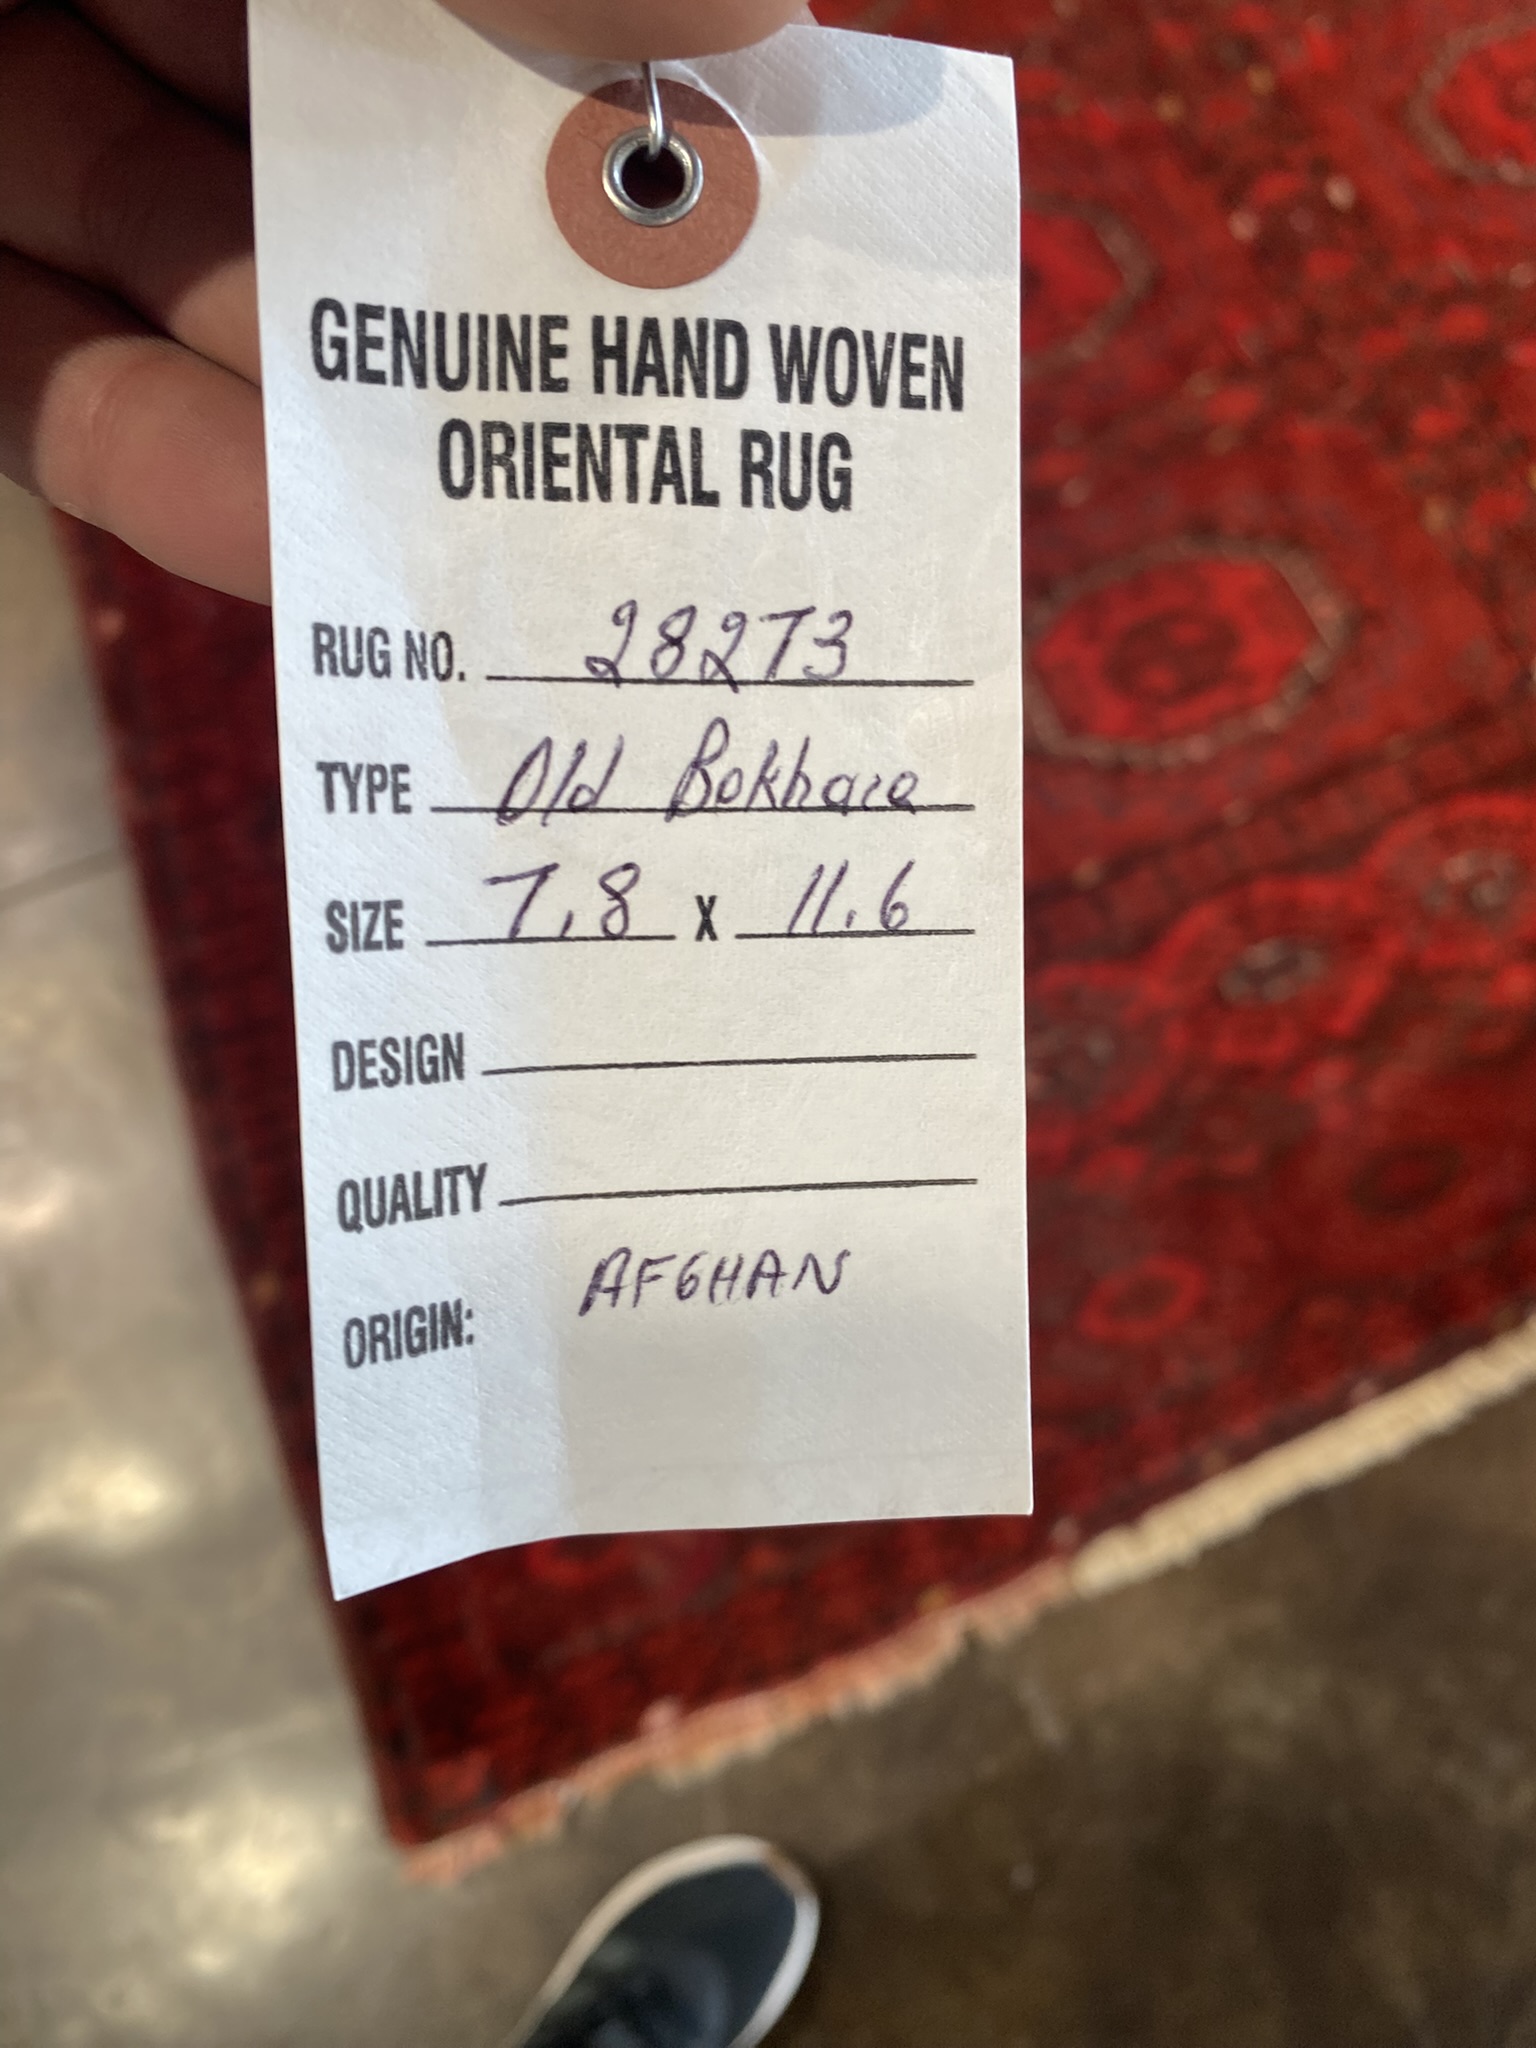 GENUINE HAND WOVEN
ORIENTAL RUG
RUG NO. 28273
TYPE Old Bokhara
SIZE 7.8 X 11.6
DESIGN
QUALITY
ORIGIN: AFGHAN